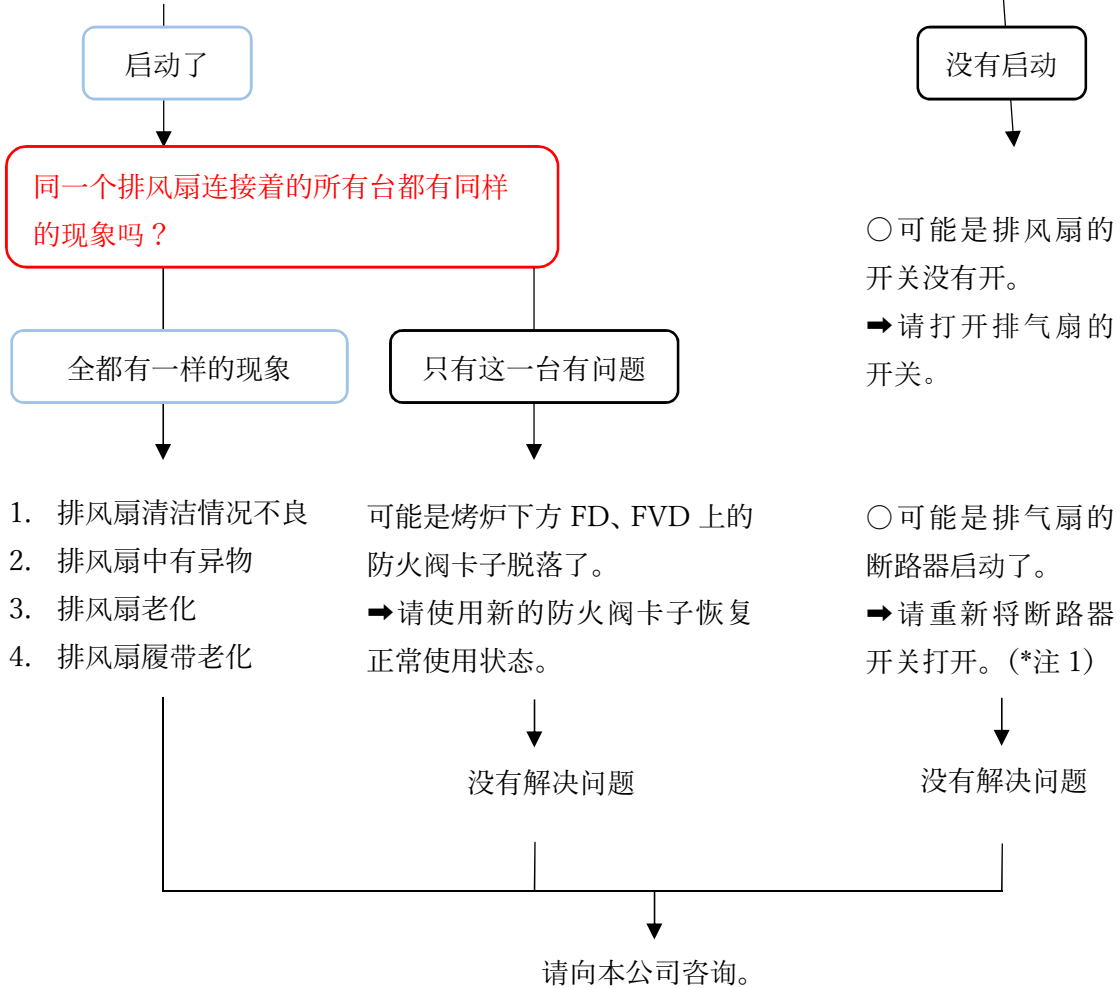 启动了
没有启动
同一个排风扇连接着的所有台都有同样
的现象吗？
○可能是排风扇的
开关没有开。
➡请打开排气扇的
开关。
全都有一样的现象
只有这一台有问题
1. 排风扇清洁情况不良
2. 排风扇中有异物
3. 排风扇老化
4. 排风扇履带老化
可能是烤炉下方 FD、FVD 上的
防火阀卡子脱落了。
➡请使用新的防火阀卡子恢复
正常使用状态。
○可能是排气扇的
断路器启动了。
➡请重新将断路器
开关打开。(*注 1)
没有解决问题
没有解决问题
请向本公司咨询。